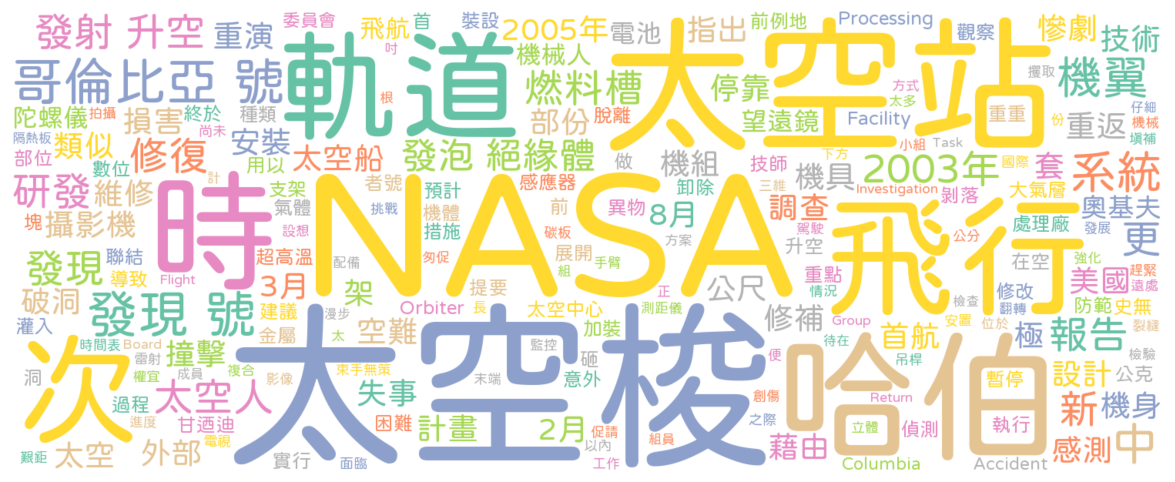 委員會 飛航 首 裝設 2005年 Processing 前例地 觀察 慘劇
發射 升空 重演 吋 機械人 電池 指出 技術
哥倫比亞 號 軌道 燃料槽 停靠 太空站 方式 攫取 機翼
陀螺儀 拍攝 終於 種類 根 望遠鏡 太多 仔細
隔熱板 損害 尚未 部份 脫離 Facility 重重 份 機械
部位 類似 修復 安裝 太空船 發泡 絕緣體 做 機組 技師 小組 Task 重返 填補
數位 用以 下方 2003年 國際 套 系統
研發 維修 計 支架 者號 預計 感應器 卸除 機具 三維 Investigation 剝落 大氣層
塊 攝影機 時 氣體 挑戰 機體 NASA 前 異物 8月 調查 飛行 處理廠 奧基夫
設想 措施 碳板 方案 駕駛 公分 發展 更
發現 聯結 超高溫 匆促 展開 升空 在空 強化
導致 Flight 3月 配備 組 手臂 重點 美國 趕緊
破洞 架 提要 長 正 公尺 情況 修改 防範 遠處
灌入 發現 號 建議 漫步 Orbiter 太空中心 測距儀 檢查 翻轉 史無
金屬 太 空難 加裝 修補 Group 首航 安置 位於 極 報告 裂縫
次 時間表 Board 撞擊 太空梭 監控 砸 便 哈伯 待在 檢驗
洞 雷射 成員 複合 影像 束手無策 末端 意外 吊桿 暫停 設計 公克
過程 權宜 太空人 失事 創傷 Return 新 機身
進度 甘迺迪 困難 計畫 2月 促請 組員 之際 立體 偵測 執行
艱鉅 太空 外部 電視 實行 面臨 以內 工作 藉由 Columbia Accident 感測 中